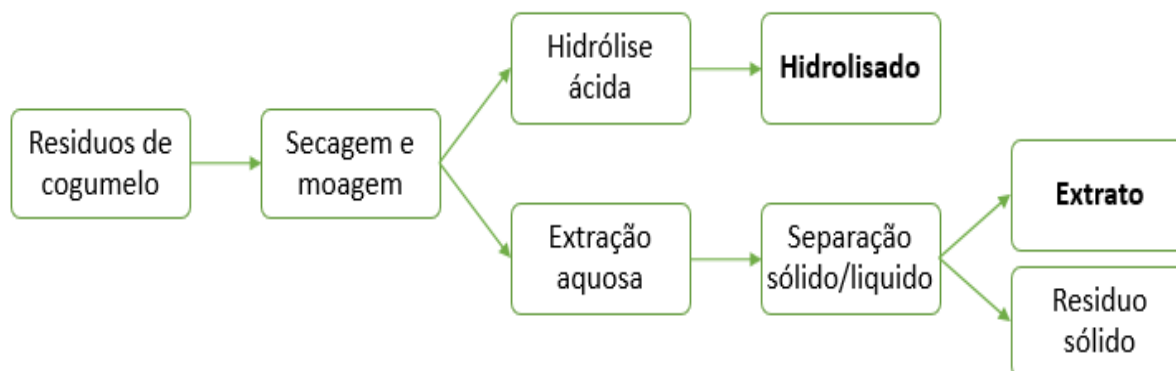 Residuos de
cogumelo
Secagem e
moagem
Hidrólise
ácida
Hidrolisado
Extração
aquosa
Separação
sólido/liquido
Extrato
Residuo
sólido